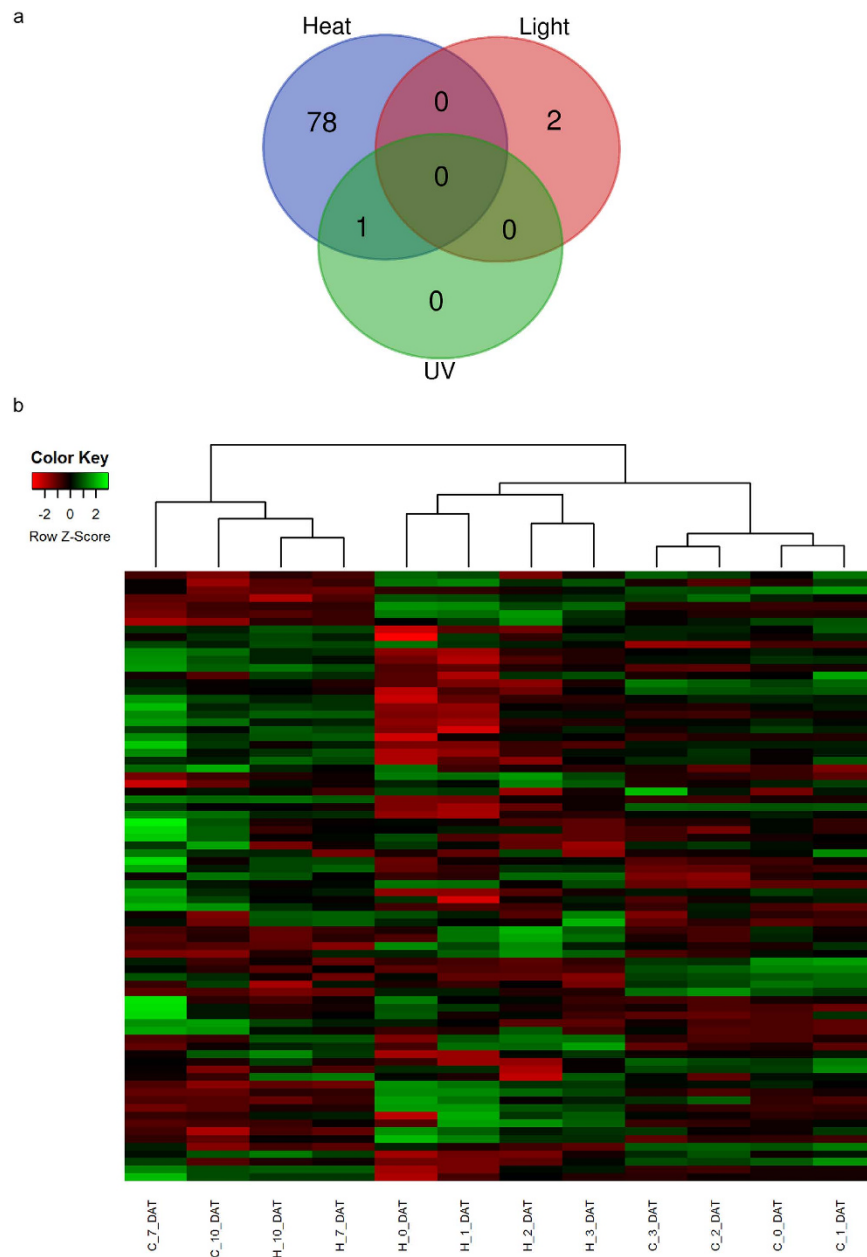 a
Heat Light
0
78 2
0
1 0
0
UV
b
Color Key
-2 0 2
Row Z-Score
C_7_DAT
C_10_DAT
H_10_DAT
H_7_DAT
H_0_DAT
H_1_DAT
H_2_DAT
H_3_DAT
C_3_DAT
C_2_DAT
C_0_DAT
C_1_DAT